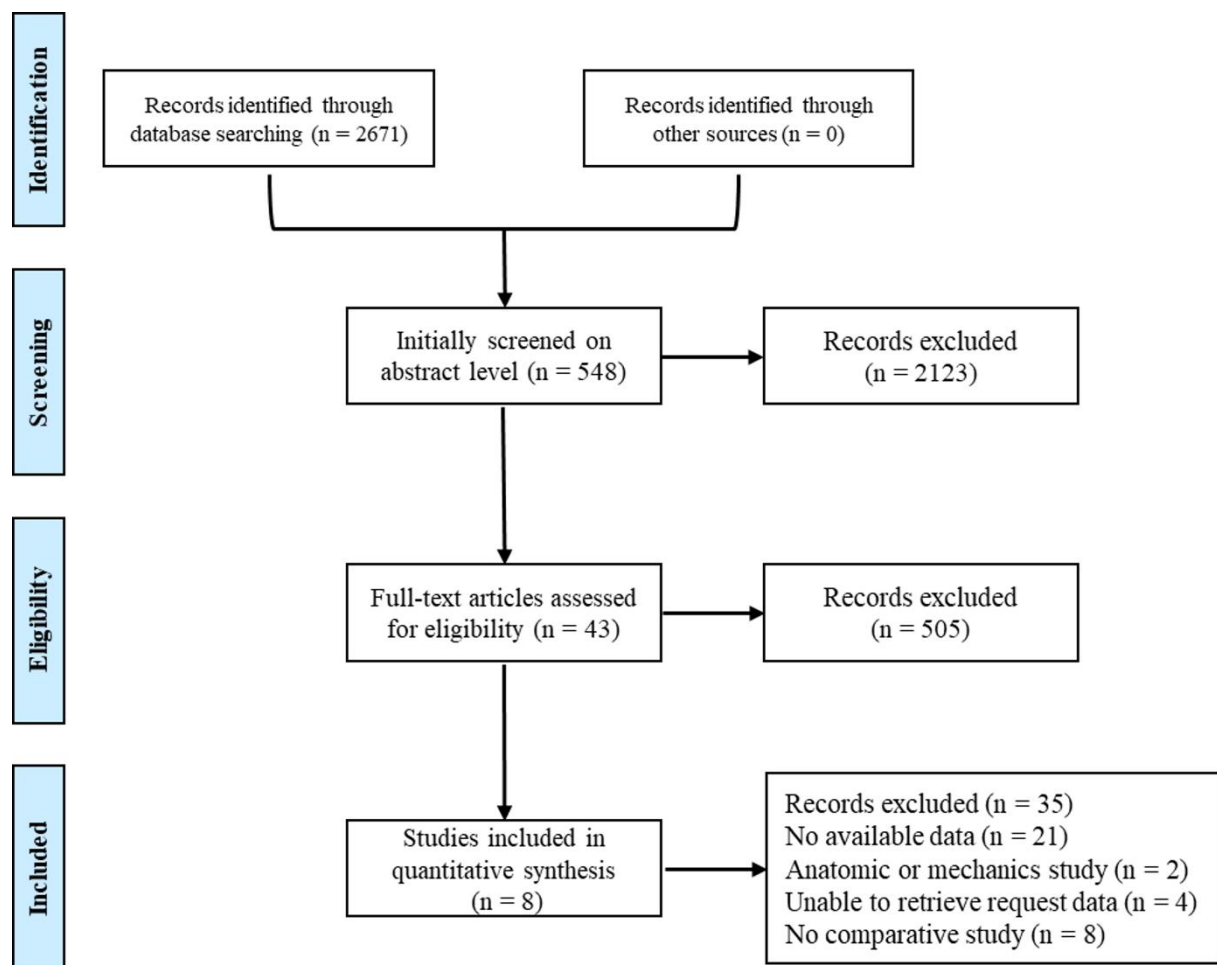 Identification
Records identified through
database searching (n = 2671)
Records identified through
other sources (n = 0)
Screening
Initially screened on
abstract level (n = 548)
Records excluded
(n = 2123)
Eligibility
Full-text articles assessed
for eligibility (n = 43)
Records excluded
(n = 505)
Included
Studies included in
quantitative synthesis
(n = 8)
Records excluded (n = 35)
No available data (n = 21)
Anatomic or mechanics study (n = 2)
Unable to retrieve request data (n = 4)
No comparative study (n = 8)